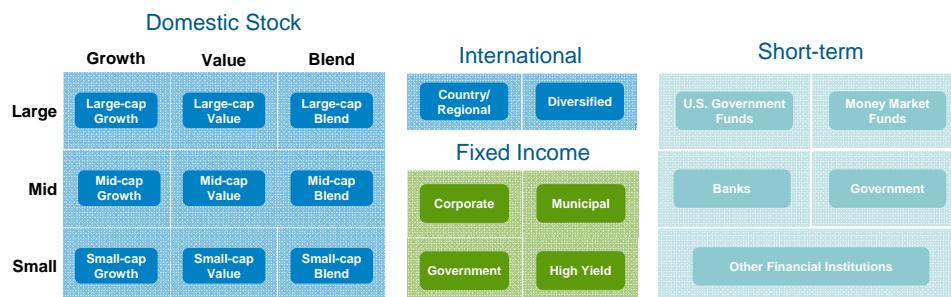 Domestic Stock
Growth
Value
Blend
Large
Large-cap
Growth
Large-cap
Value
Large-cap
Blend
Mid
Mid-cap
Growth
Mid-cap
Value
Mid-cap
Blend
Small
Small-cap
Growth
Small-cap
Value
Small-cap
Blend
International
Country/
Regional
Diversified
Fixed Income
Corporate
Municipal
Government
High Yield
Short-term
U.S. Government
Funds
Money Market
Funds
Banks
Government
Other Financial Institutions